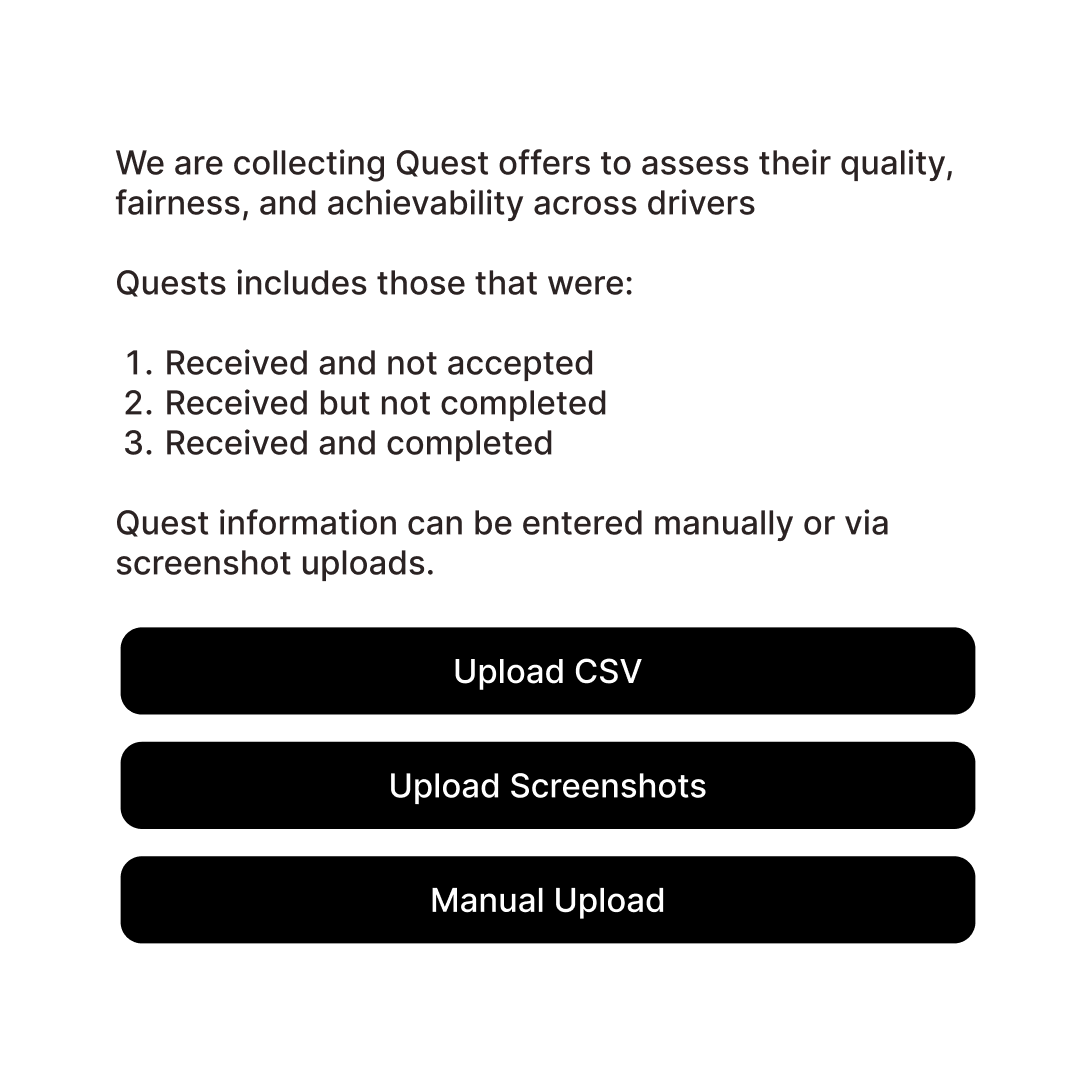 We are collecting Quest offers to assess their quality,
fairness, and achievability across drivers
Quests includes those that were:
1. Received and not accepted
2. Received but not completed
3. Received and completed
Quest information can be entered manually or via
screenshot uploads.
Upload CSV
Upload Screenshots
Manual Upload